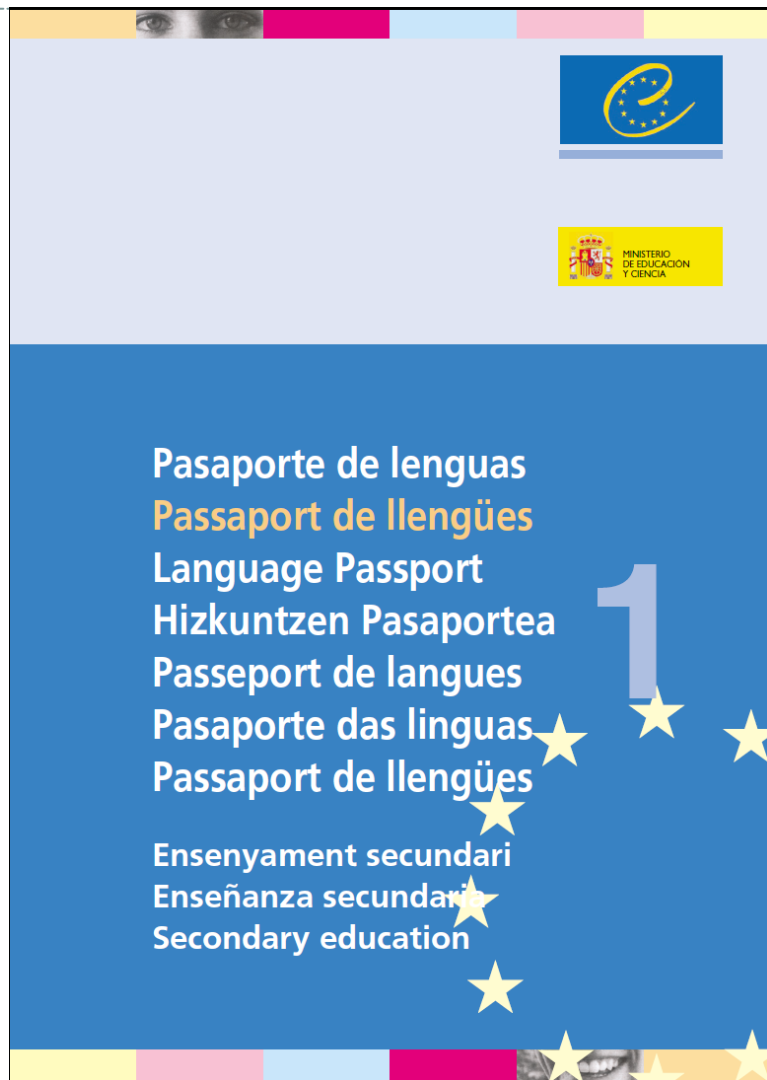 MINISTERIO
DE EDUCACIÓN
Y CIENCIA
Pasaporte de lenguas
Passaport de llengües
Language Passport
Hizkuntzen Pasaportea
Passeport de langues
Pasaporte das linguas
Passaport de llengües
1
Ensenyament secundari
Enseñanza secundaria
Secondary education